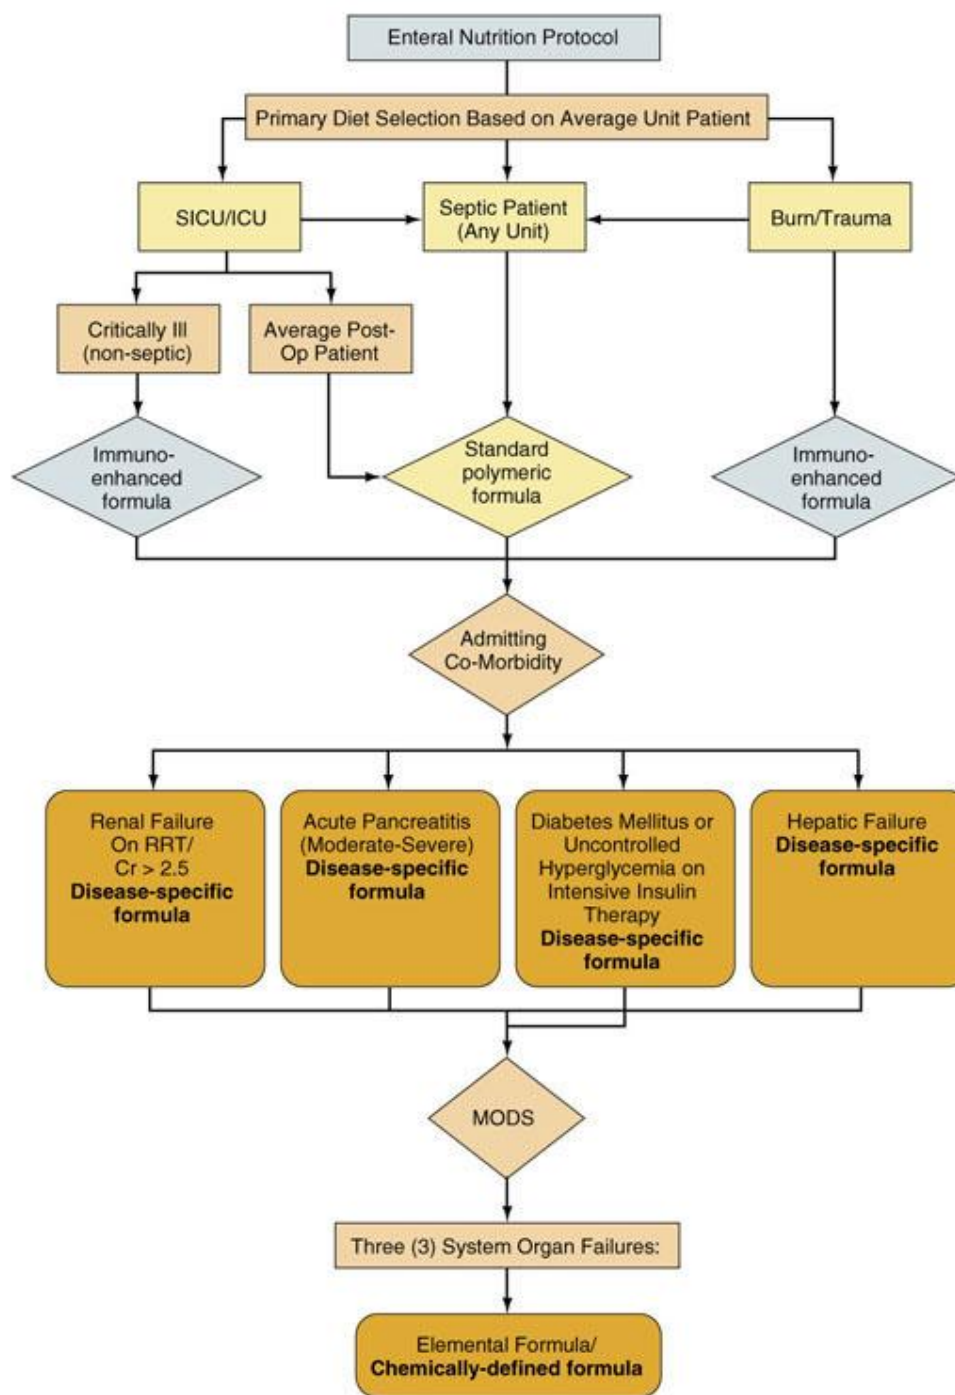 Enteral Nutrition Protocol
Primary Diet Selection Based on Average Unit Patient
SICU/ICU
Septic Patient
(Any Unit)
Burn/Trauma
Critically Ill
(non-septic)
Average Post-
Op Patient
Immuno-
enhanced
formula
Standard
polymeric
formula
Immuno-
enhanced
formula
Admitting
Co-Morbidity
Renal Failure
On RRT/
Cr > 2.5
Disease-specific
formula
Acute Pancreatitis
(Moderate-Severe)
Disease-specific
formula
Diabetes Mellitus or
Uncontrolled
Hyperglycemia on
Intensive Insulin
Therapy
Disease-specific
formula
Hepatic Failure
Disease-specific
formula
MODS
Three (3) System Organ Failures:
Elemental Formula/
Chemically-defined formula